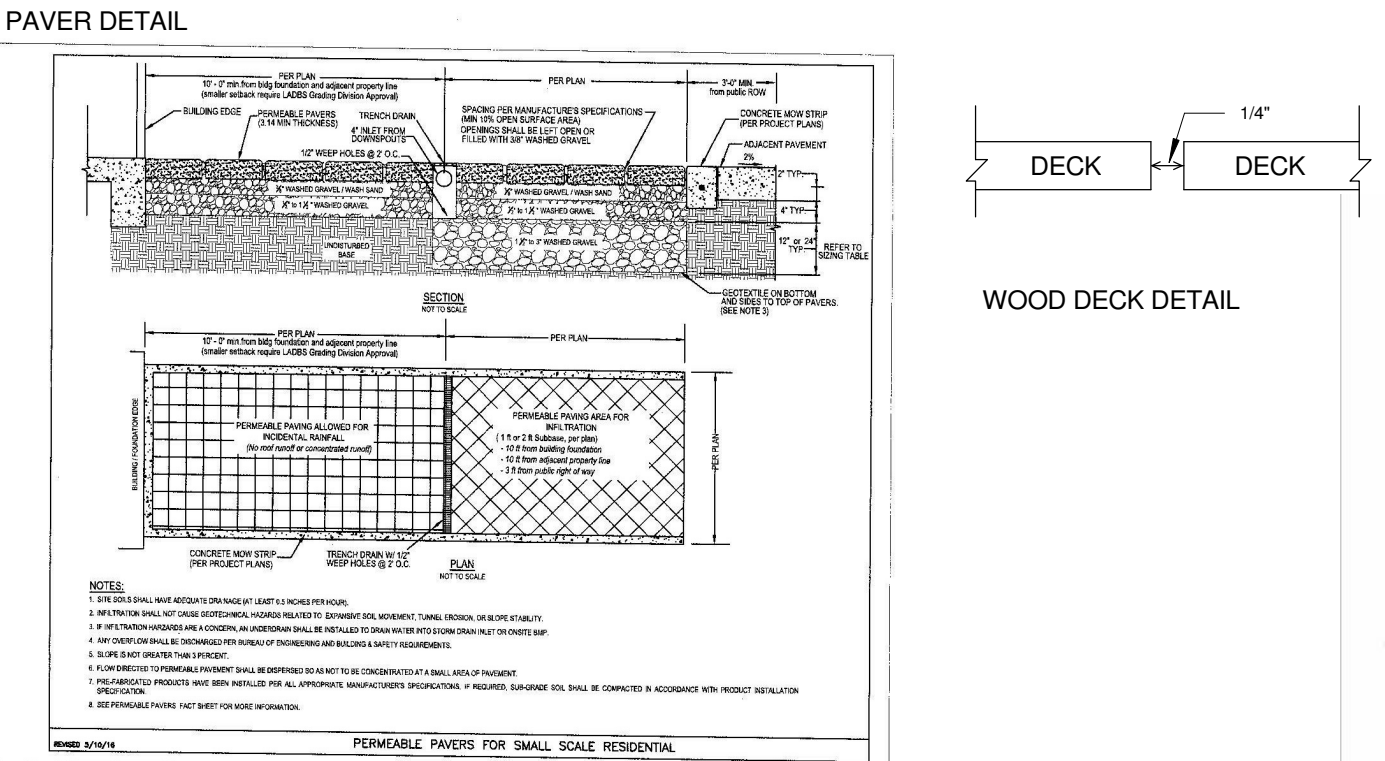 PAVER DETAIL
PER PLAN
10' - 0" min.from bldg foundation and adjacent property line
(smaller setback require LADBS Grading Division Approval)
PER PLAN
3'-0" MIN.
from public ROW
BUILDING EDGE
PERMEABLE PAVERS
(3.14 MIN THICKNESS)
TRENCH DRAIN
4" INLET FROM
DOWNSPOUTS
1/2" WEEP HOLES @ 2' O.C.
SPACING PER MANUFACTURE'S SPECIFICATIONS
(MIN 10% OPEN SURFACE AREA)
OPENINGS SHALL BE LEFT OPEN OR
FILLED WITH 3/8" WASHED GRAVEL
CONCRETE MOW STRIP
(PER PROJECT PLANS)
ADJACENT PAVEMENT
2%
2" TYP.
WASHED GRAVEL / WASH SAND
WASHED GRAVEL / WASH SAND
WASHED GRAVEL
WASHED GRAVEL
4" TYP.
UNDISTURBED
BASE
to 3" WASHED GRAVEL
12" or 24"
TYP.
REFER TO
SIZING TABLE
GEOTEXTILE ON BOTTOM
AND SIDES TO TOP OF PAVERS.
(SEE NOTE 3)
SECTION
NOT TO SCALE
PER PLAN
10' - 0" min from bldg foundation and adjacent property line
(smaller setback require LADBS Grading Division Approval)
PER PLAN
BUILDING / FOUNDATION EDGE
PERMEABLE PAVING ALLOWED FOR
INCIDENTAL RAINFALL
(No roof runoff or concentrated runoff)
PERMEABLE PAVING AREA FOR
INFILTRATION
( 1 ft or 2 ft Subbase, per plan)
- 10 ft from building foundation
- 10 ft from adjacent property line
- 3 ft from public right of way
PER PLAN
CONCRETE MOW STRIP
(PER PROJECT PLANS)
TRENCH DRAIN W/ 1/2"
WEEP HOLES @ 2' O.C.
PLAN
NOT TO SCALE
NOTES:
1. SITE SOILS SHALL HAVE ADEQUATE DRAINAGE (AT LEAST 0.5 INCHES PER HOUR).
2. INFILTRATION SHALL NOT CAUSE GEOTECHNICAL HAZARDS RELATED TO EXPANSIVE SOIL MOVEMENT, TUNNEL EROSION, OR SLOPE STABILITY.
3. IF INFILTRATION HARZARDS ARE A CONCERN, AN UNDERDRAIN SHALL BE INSTALLED TO DRAIN WATER INTO STORM DRAIN INLET OR ONSITE BMP.
4. ANY OVERFLOW SHALL BE DISCHARGED PER BUREAU OF ENGINEERING AND BUILDING & SAFETY REQUIREMENTS.
5. SLOPE IS NOT GREATER THAN 3 PERCENT.
6. FLOW DIRECTED TO PERMEABLE PAVEMENT SHALL BE DISPERSED SO AS NOT TO BE CONCENTRATED AT A SMALL AREA OF PAVEMENT.
7. PRE-FABRICATED PRODUCTS HAVE BEEN INSTALLED PER ALL APPROPRIATE MANUFACTURER'S SPECIFICATIONS. IF REQUIRED, SUB-GRADE SOIL SHALL BE COMPACTED IN ACCORDANCE WITH PRODUCT INSTALLATION
SPECIFICATION.
8. SEE PERMEABLE PAVERS FACT SHEET FOR MORE INFORMATION.
REVISED 3/10/16
PERMEABLE PAVERS FOR SMALL SCALE RESIDENTIAL
1/4"
DECK
DECK
WOOD DECK DETAIL